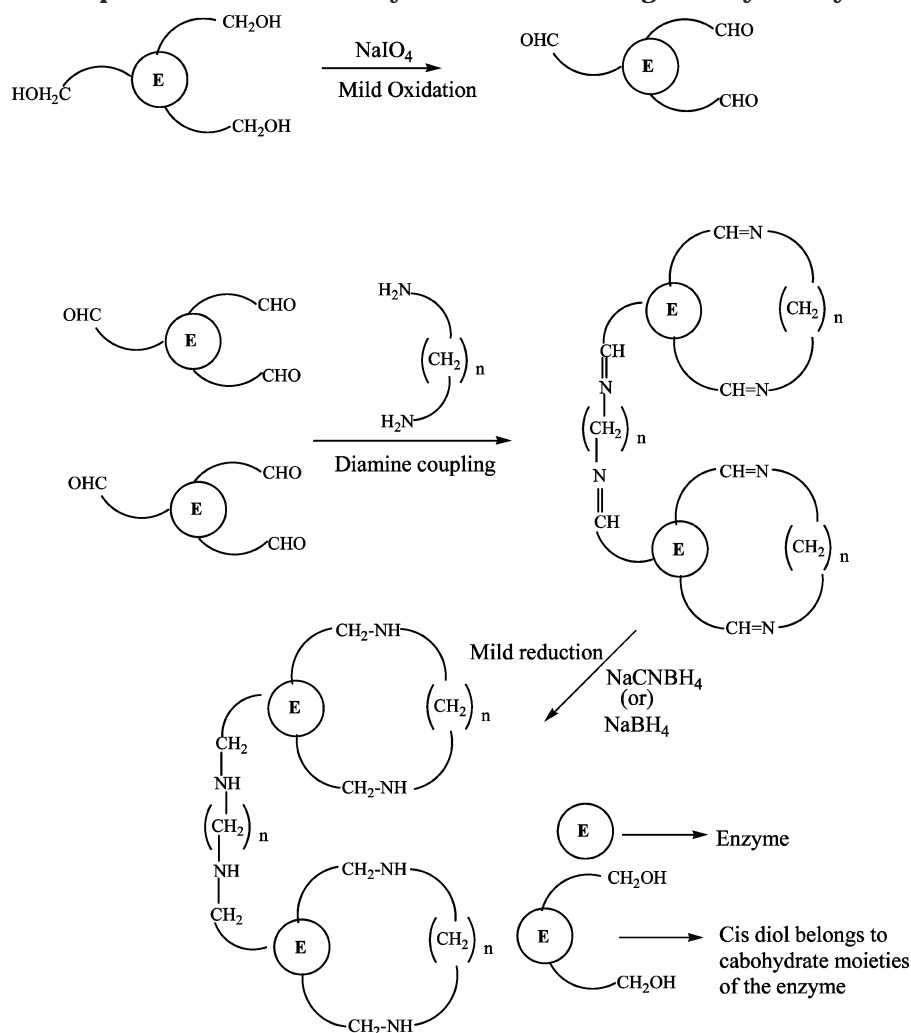 CH₂OH
HOH₂C
E
CH₂OH
NaIO₄
Mild Oxidation
OHC
E
CHO
CHO
OHC
E
CHO
CHO
OHC
E
CHO
CHO
H₂N
(CH₂) n
H₂N
Diamine coupling
CH=N
E
(CH₂) n
CH=N
CH
N
(CH₂) n
N
CH
CH=N
E
(CH₂) n
CH=N
Mild reduction
NaCNBH₄
(or)
NaBH₄
CH₂-NH
E
(CH₂) n
CH₂-NH
CH₂
NH
(CH₂) n
NH
CH₂
CH₂-NH
E
(CH₂) n
CH₂-NH
E
Enzyme
CH₂OH
E
CH₂OH
Cis diol belongs to
cabohydrate moieties
of the enzyme